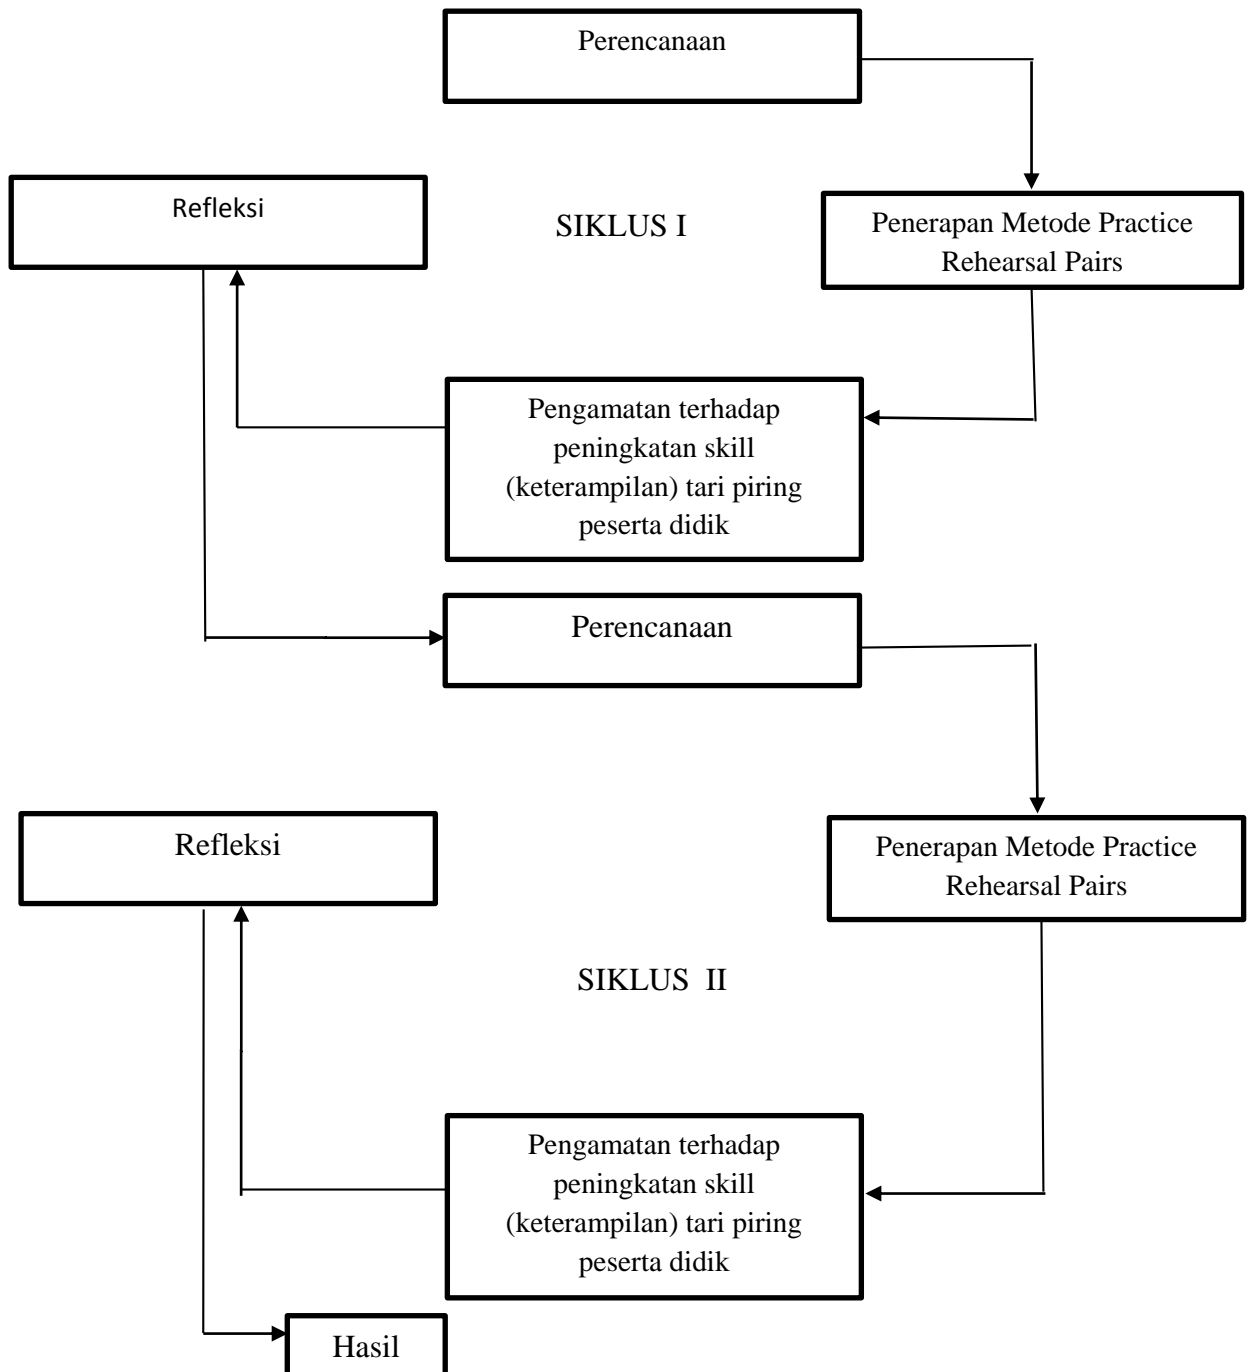 Perencanaan
Refleksi
SIKLUS I
Penerapan Metode Practice
Rehearsal Pairs
Pengamatan terhadap
peningkatan skill
(keterampilan) tari piring
peserta didik
Perencanaan
Refleksi
Penerapan Metode Practice
Rehearsal Pairs
SIKLUS II
Pengamatan terhadap
peningkatan skill
(keterampilan) tari piring
peserta didik
Hasil